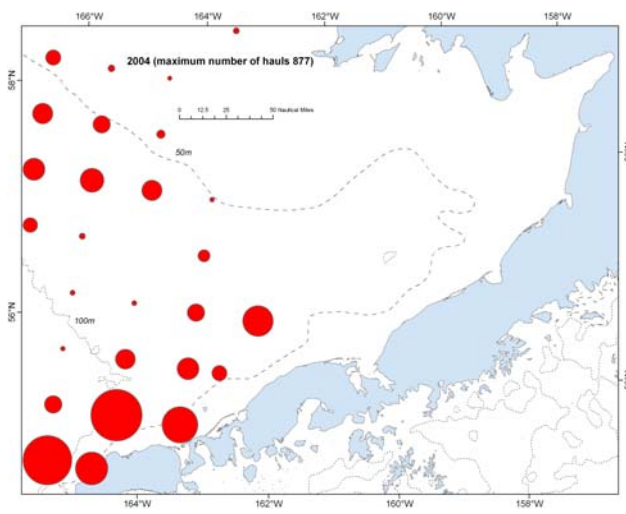 166°W 164°W 162°W 160°W 158°W
2004 (maximum number of hauls 877)
58°N
0 12.5 25 50 Nautical Miles
50m
56°N
100m
164°W 162°W 160°W 158°W